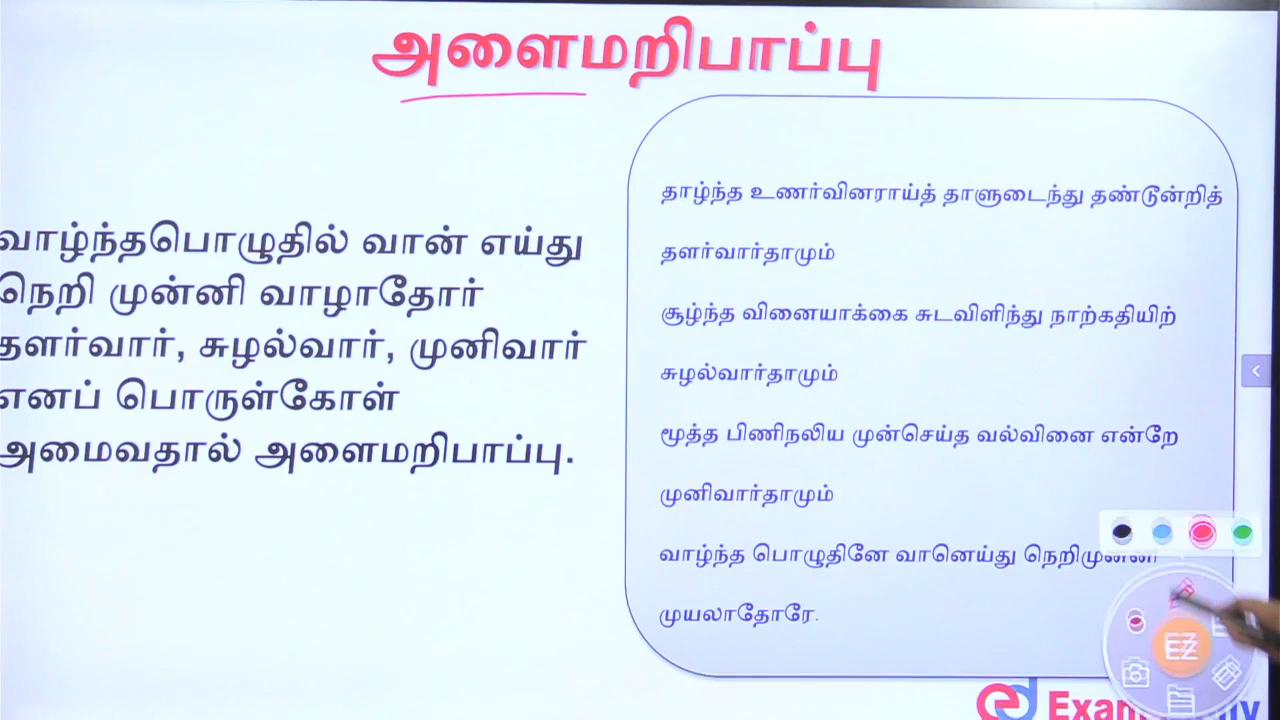 அளைமறிபாப்பு
வாழ்ந்தபொழுதில் வான் எய்து
நெறி முன்னி வாழாதோர்
தளர்வார், சுழல்வார், முனிவார்
எனப் பொருள்கோள்
அமைவதால் அளைமறிபாப்பு.
தாழ்ந்த உணர்வினராய்த் தாளுடைந்து தண்டூன்றித்
தளர்வார்தாமும்
சூழ்ந்த வினையாக்கை சுடவிளிந்து நாற்கதியிற்
சுழல்வார்தாமும்
மூத்த பிணிநலிய முன்செய்த வல்வினை என்றே
முனிவார்தாமும்
வாழ்ந்த பொழுதினே வானெய்து நெறிமுன்னி
முயலாதோரே.
EZ